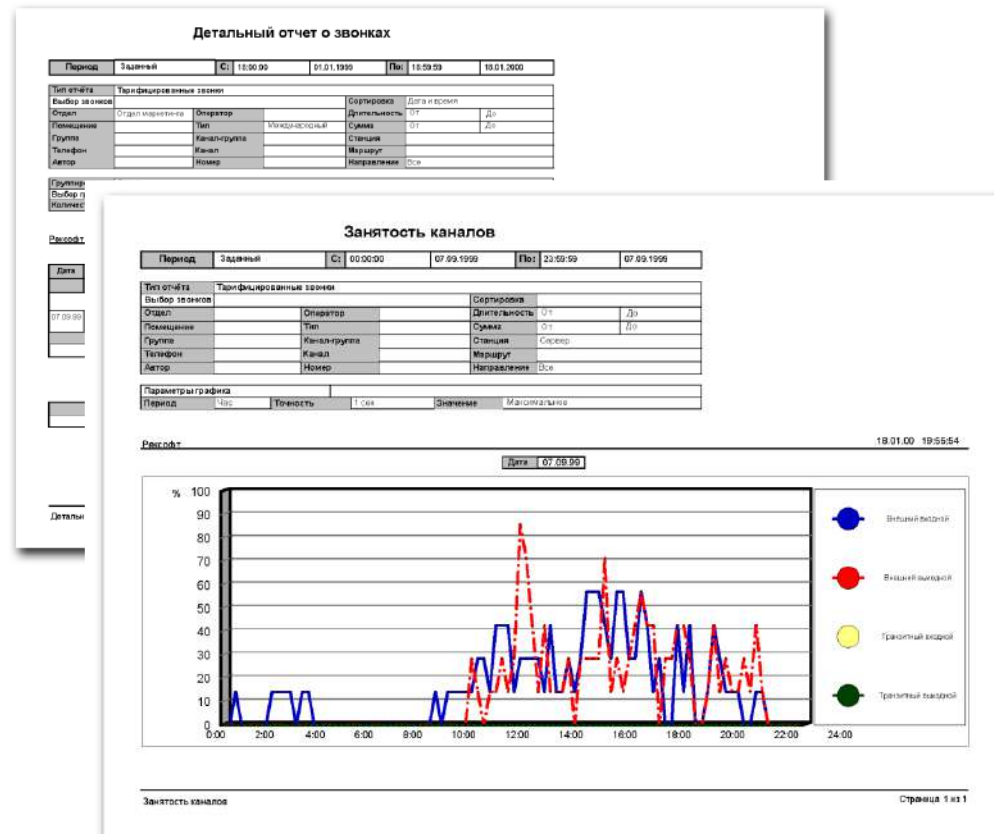 Детальный отчет о звонках
Период Заданный С: 18:00:00 01.01.1999 По: 18:59:59 18.01.2000
Тип отчёта Тарифицированные звонки
Выбор звонков Сортировка Дата и время
Отдел Отдел маркетинга Оператор Длительность От До
Помещение Тип Международный Сумма От До
Группа Канал-группа Станция
Телефон Канал Маршрут
Автор Номер Направление Все
Группир
Выбор г
Количес
Рексофт
Дата
07.09.99
Детальн
Занятость каналов
Период Заданный С: 00:00:00 07.09.1999 По: 23:59:59 07.09.1999
Тип отчёта Тарифицированные звонки
Выбор звонков Сортировка
Отдел Оператор Длительность От До
Помещение Тип Сумма От До
Группа Канал-группа Станция Сервер
Телефон Канал Маршрут
Автор Номер Направление Все
Параметры графика
Период Час Точность 1 сек Значение Максимальное
Рексофт 18.01.00 19:55:54
Дата 07.09.99
% 100
90
80
70
60
50
40
30
20
10
0
0:00 2:00 4:00 6:00 8:00 10:00 12:00 14:00 16:00 18:00 20:00 22:00 24:00
Внешний входной
Внешний выходной
Транзитный входной
Транзитный выходной
Занятость каналов Страница 1 из 1